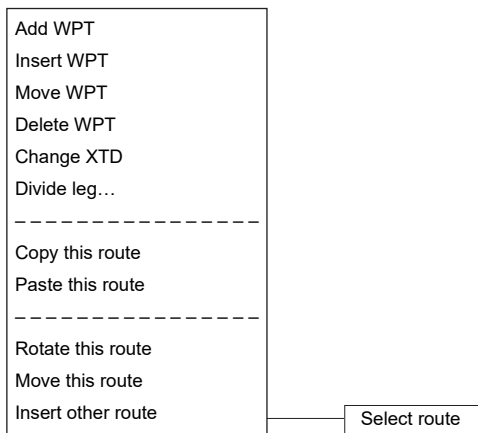 Add WPT
Insert WPT
Move WPT
Delete WPT
Change XTD
Divide leg…
Copy this route
Paste this route
Rotate this route
Move this route
Insert other route
Select route